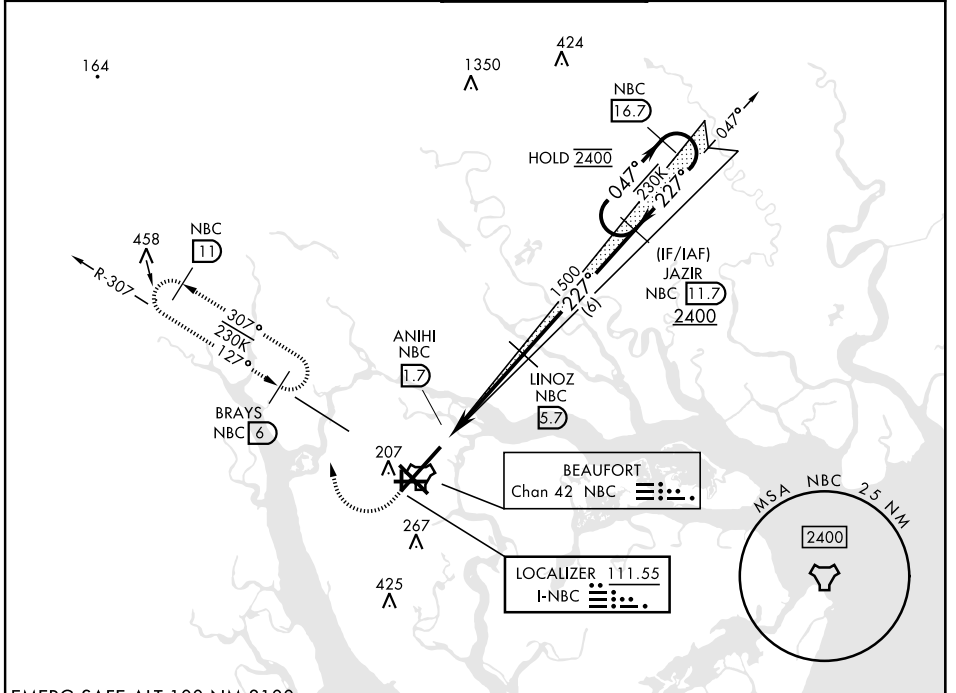 424
164
1350
NBC
16.7
047°
HOLD 2400
047°
230K
227°
NBC
11
458
(IF/IAF)
JAZIR
NBC 11.7
2400
R-307
1500
227°
(6)
307°
230K
127°
ANIHI
NBC
1.7
LINOZ
NBC
5.7
BRAYS
NBC 6
207
BEAUFORT
Chan 42 NBC
MSA NBC 25 NM
2400
267
LOCALIZER 111.55
I-NBC
425